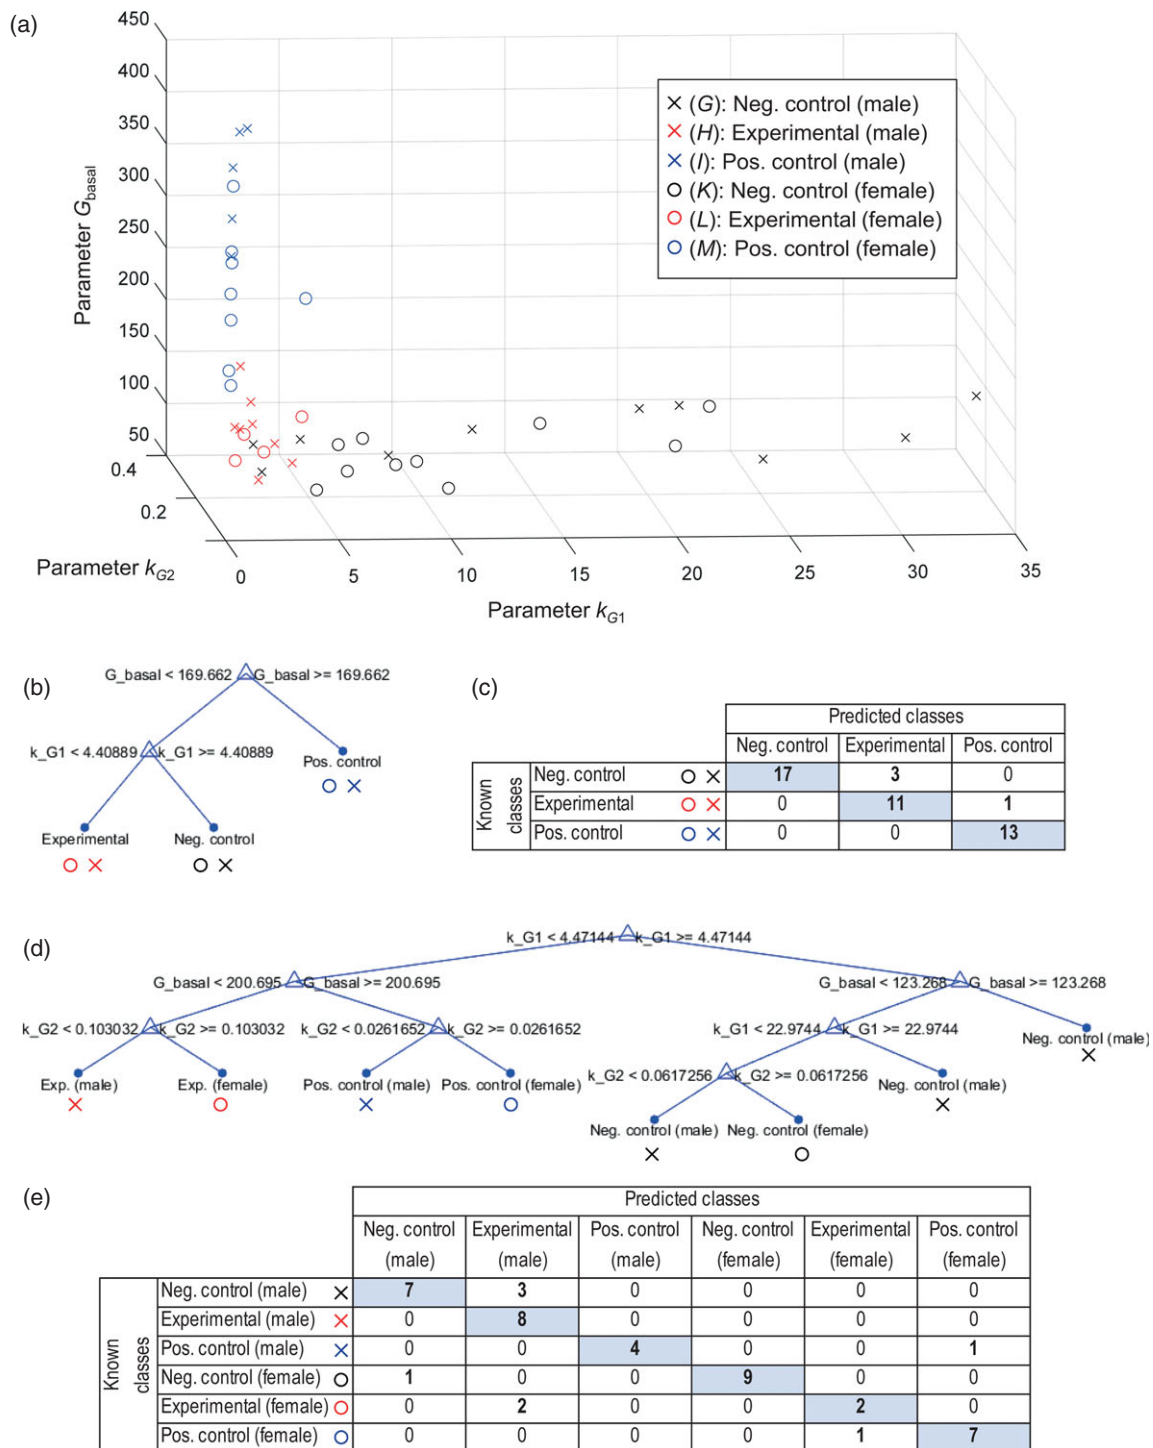 (a)
450
400
350
300
250
200
150
100
50
0.4
0.2
Parameter G_basal
Parameter k_G2
0 5 10 15 20 25 30 35
Parameter k_G1
(G): Neg. control (male)
(H): Experimental (male)
(I): Pos. control (male)
(K): Neg. control (female)
(L): Experimental (female)
(M): Pos. control (female)
(b)
G_basal < 169.662 G_basal >= 169.662
k_G1 < 4.40889 k_G1 >= 4.40889
Pos. control
Experimental Neg. control
(c)
Predicted classes
Neg. control Experimental Pos. control
Known classes
Neg. control 17 3 0
Experimental 0 11 1
Pos. control 0 0 13
(d)
k_G1 < 4.47144 k_G1 >= 4.47144
G_basal < 200.695 G_basal >= 200.695 G_basal < 123.268 G_basal >= 123.268
k_G2 < 0.103032 k_G2 >= 0.103032 k_G2 < 0.0261652 k_G2 >= 0.0261652 k_G1 < 22.9744 k_G1 >= 22.9744
Neg. control (male)
Exp. (male) Exp. (female) Pos. control (male) Pos. control (female) k_G2 < 0.0617256 k_G2 >= 0.0617256 Neg. control (male)
Neg. control (male) Neg. control (female)
(e)
Predicted classes
Neg. control (male) Experimental (male) Pos. control (male) Neg. control (female) Experimental (female) Pos. control (female)
Known classes
Neg. control (male) 7 3 0 0 0 0
Experimental (male) 0 8 0 0 0 0
Pos. control (male) 0 0 4 0 0 1
Neg. control (female) 1 0 0 9 0 0
Experimental (female) 0 2 0 0 2 0
Pos. control (female) 0 0 0 0 1 7